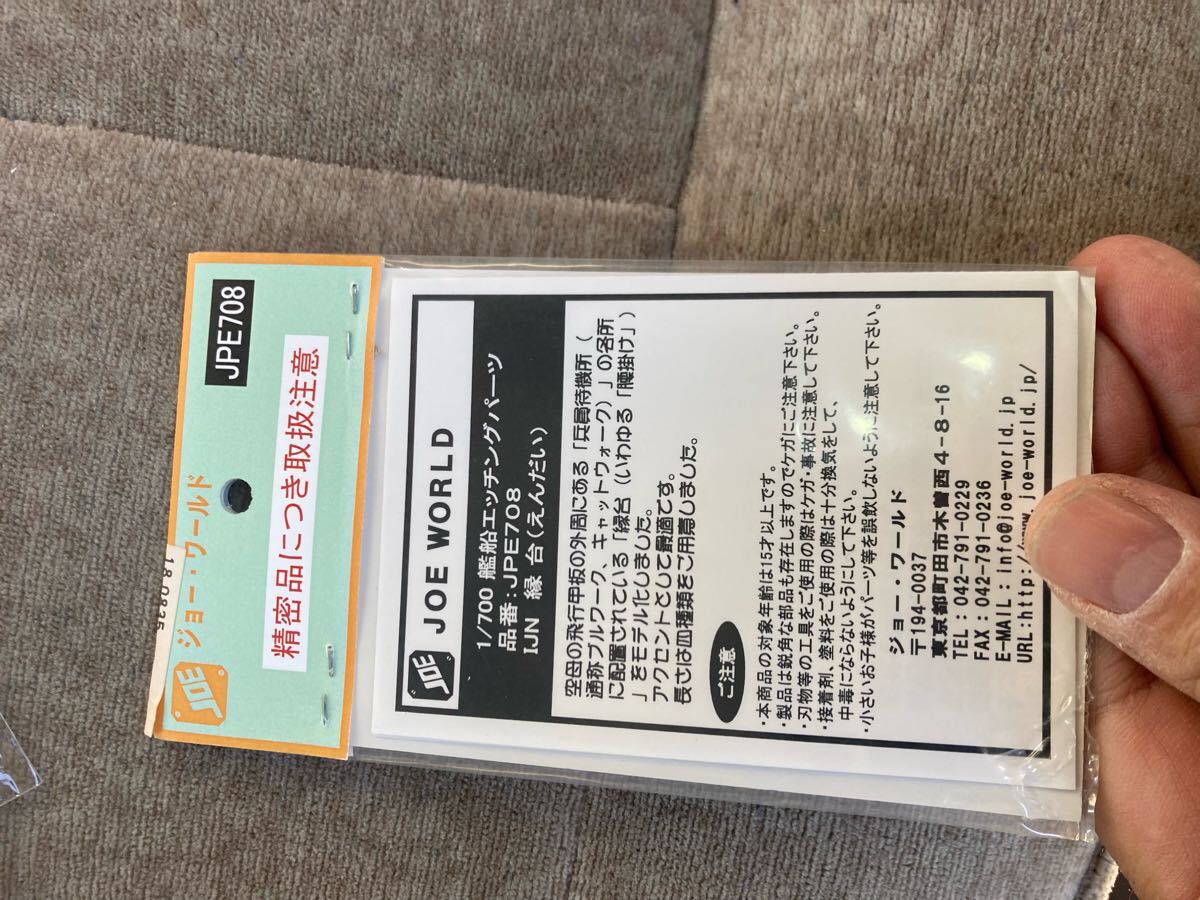 18-0835
JOE ジョー・ワールド
JPE708
精密品につき取扱注意
JOE JOE WORLD
1/700 艦船エッチングパーツ
品番:JPE708
IJN 縁 台(えんだい)
空母の飛行甲板の外周にある「兵員待機所(
通称ブルワーク、キャットウォーク)」の各所
に配置されている「縁台((いわゆる「腰掛け」)
」をモデル化しました。
アクセントとして最適です。
長さは四種類をご用意しました。
ご注意
・本商品の対象年齢は15才以上です。
・製品は鋭角な部品も存在しますのでケガにご注意下さい。
・刃物等の工具をご使用の際はケガ・事故に注意して下さい。
・接着剤、塗料をご使用の際は十分換気をして、
中毒にならないようにして下さい。
・小さいお子様がパーツ等を誤飲しないように注意して下さい。
ジョー・ワールド
〒194-0037
東京都町田市木曽西4-8-16
TEL:042-791-0229
FAX:042-791-0236
E-MAIL:info@joe-world.jp
URL:http://www.joe-world.jp/